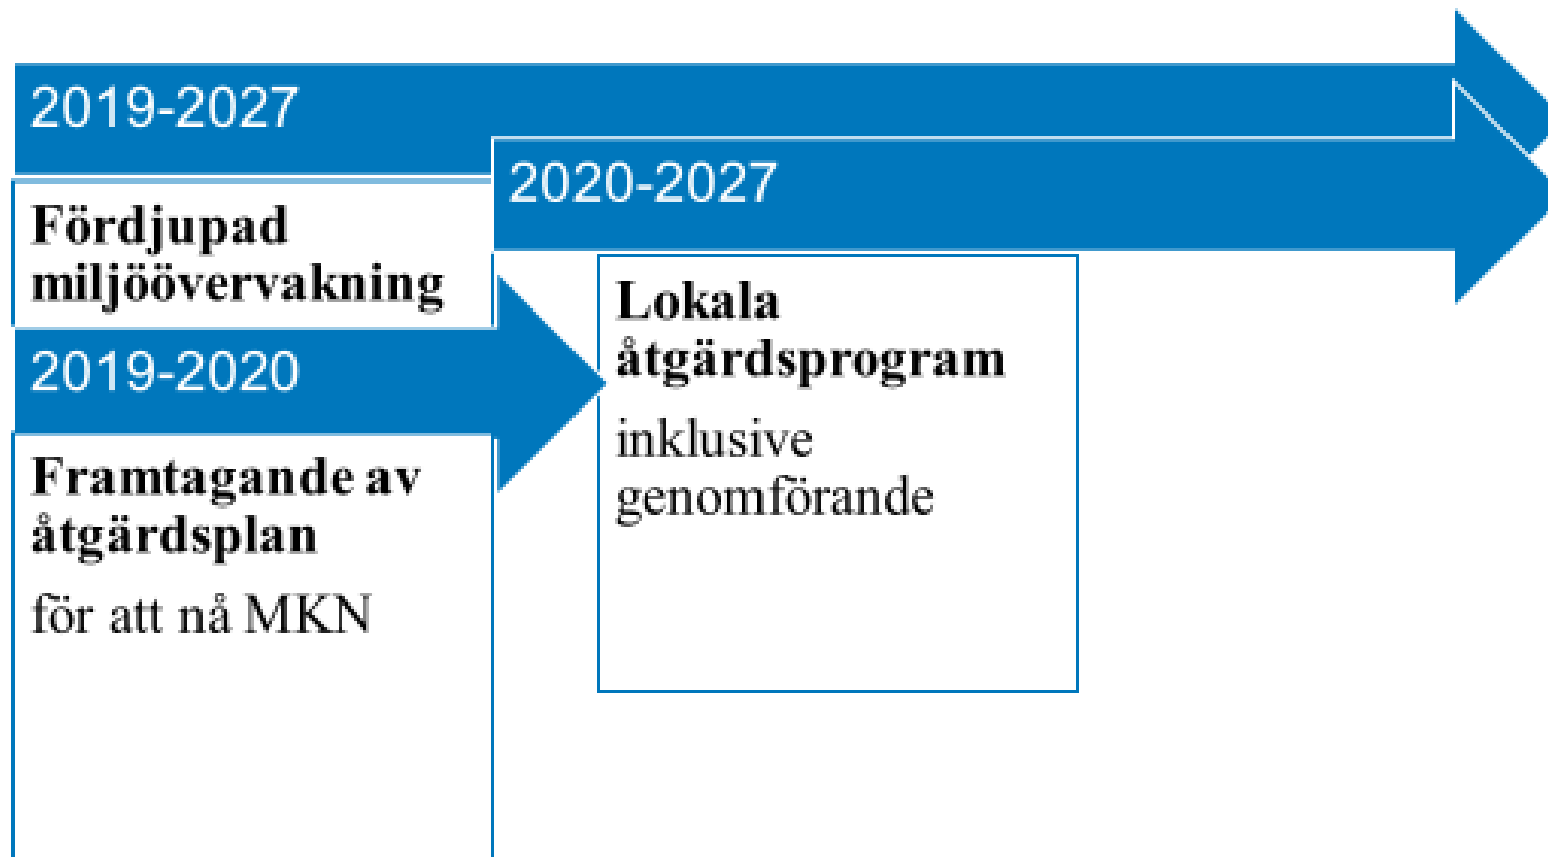 2019-2027
Fördjupad
miljöövervakning
2019-2020
Framtagande av
åtgärdsplan
för att nå MKN
2020-2027
Lokala
åtgärdsprogram
inklusive
genomförande